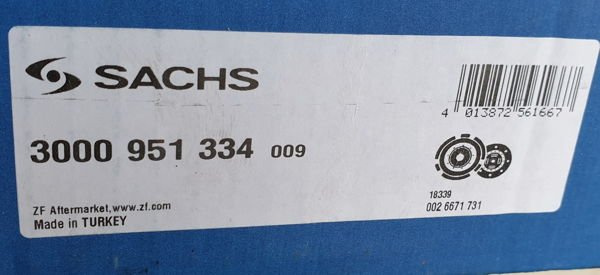 SACHS
4 013872 561667
3000 951 334 009
18339
002 6671 731
ZF Aftermarket,www.zf.com
Made in TURKEY